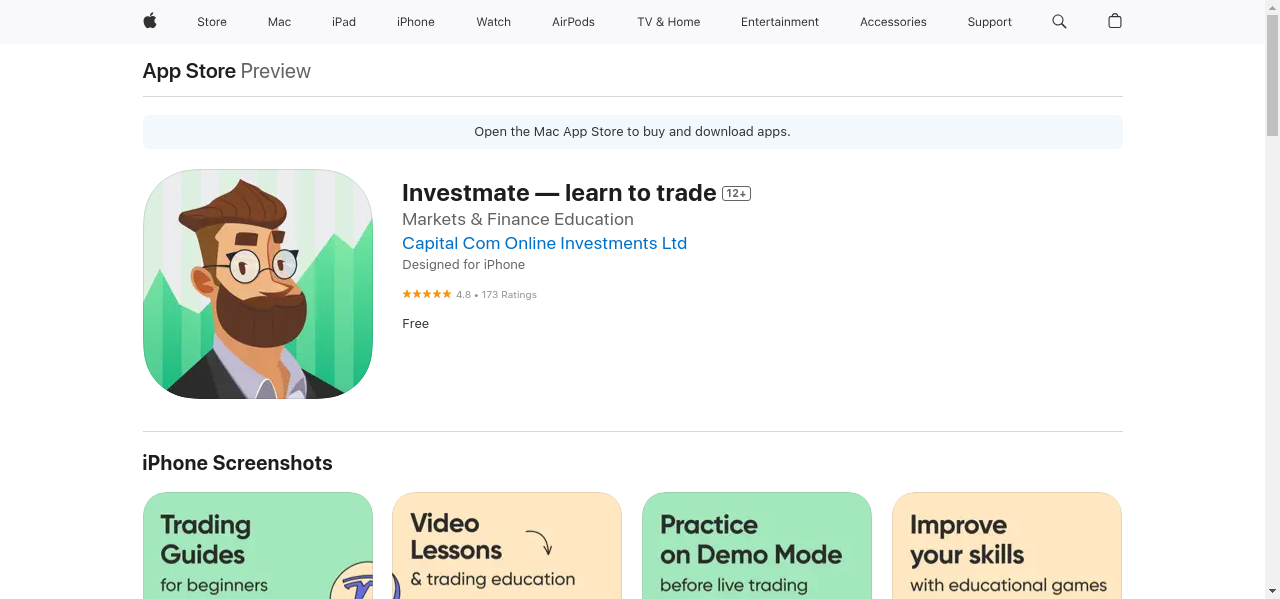 Store Mac iPad iPhone Watch AirPods TV & Home Entertainment Accessories Support
App Store Preview
Open the Mac App Store to buy and download apps.
Investmate — learn to trade 12+
Markets & Finance Education
Capital Com Online Investments Ltd
Designed for iPhone
4.8 • 173 Ratings
Free
iPhone Screenshots
Trading
Guides
for beginners
Video
Lessons
& trading education
Practice
on Demo Mode
before live trading
Improve
your skills
with educational games